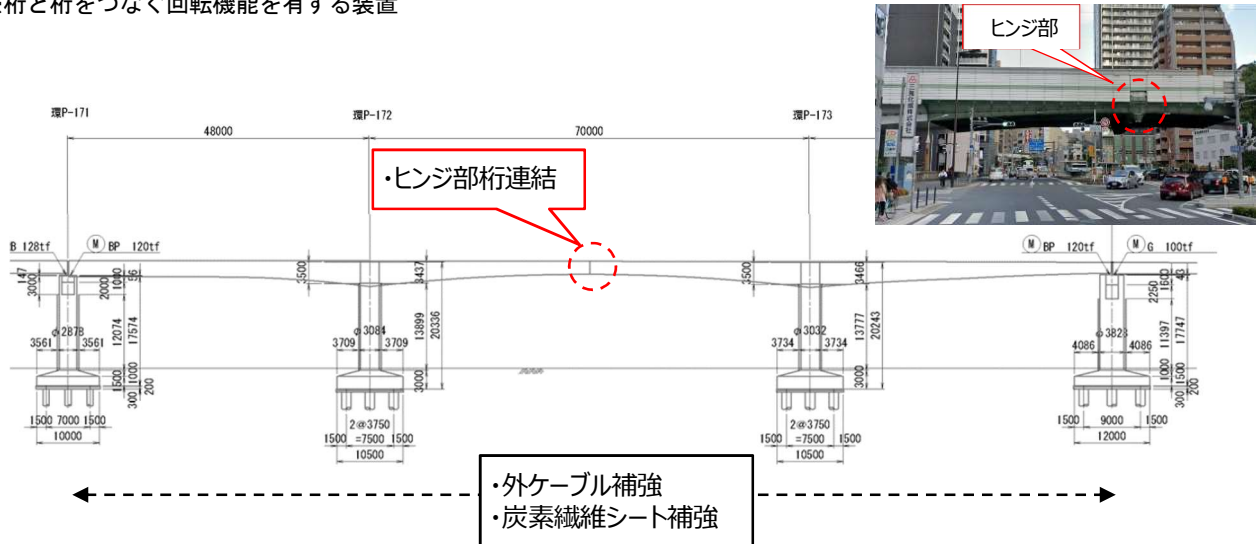 桁と桁をつなぐ回転機能を有する装置
ヒンジ部
環P-171
環P-172
環P-173
48000
70000
・ヒンジ部桁連結
B 128tf
M BP 120tf
M BP 120tf
M G 100tf
147
3000
2000
1000
56
3500
3437
3500
3466
2250
1600
43
φ2878
3561
3561
12074
17574
φ3084
3709
3709
13899
20336
φ3032
3734
3734
13777
20243
φ3823
4086
4086
11397
17747
1500
1000
300
200
3000
3000
1000
1500
300
200
1500 7000 1500
10000
2@3750
1500 =7500 1500
10500
2@3750
1500 =7500 1500
10500
1500 9000 1500
12000
・外ケーブル補強
・炭素繊維シート補強